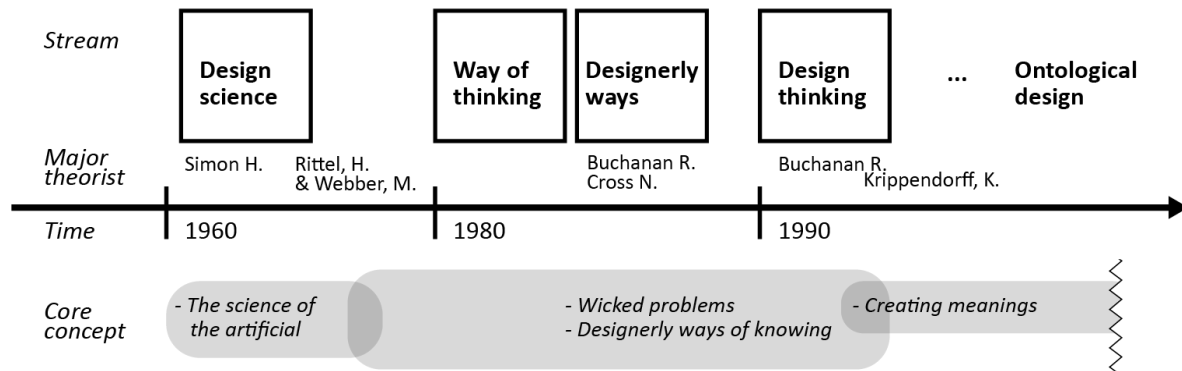 Stream
Design
science
Way of
thinking
Designerly
ways
Design
thinking
...
Ontological
design
Major
theorist
Simon H.
Rittel, H.
& Webber, M.
Buchanan R.
Cross N.
Buchanan R.
Krippendorff, K.
Time
1960
1980
1990
Core
concept
- The science of
the artificial
- Wicked problems
- Designerly ways of knowing
- Creating meanings